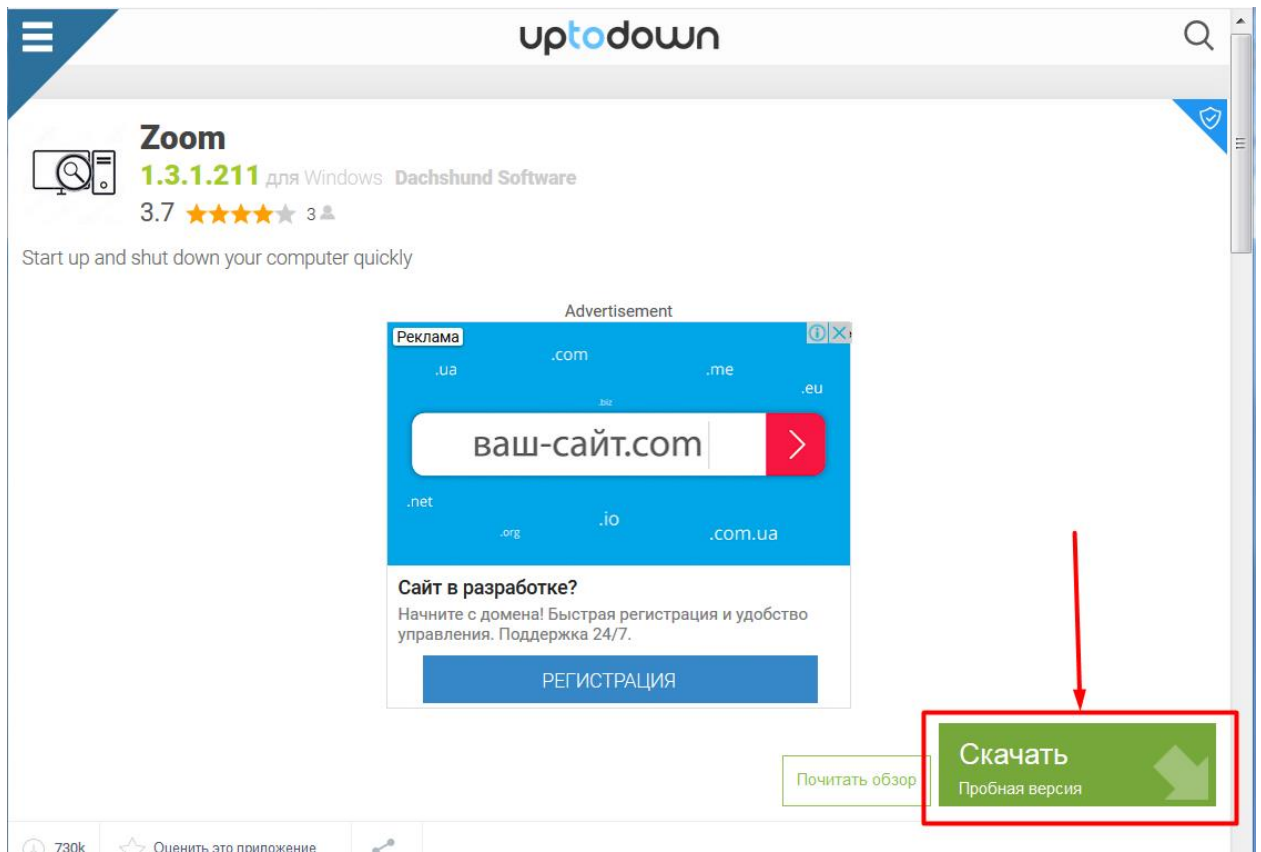 uptodown
Zoom
1.3.1.211 для Windows Dachshund Software
3.7 3
Start up and shut down your computer quickly
Advertisement
Реклама
.com
.ua
.me
.eu
.biz
ваш-сайт.com
.net
.io
.org
.com.ua
Сайт в разработке?
Начните с домена! Быстрая регистрация и удобство
управления. Поддержка 24/7.
РЕГИСТРАЦИЯ
Скачать
Почитать обзор
Пробная версия
730k Оценить это приложение